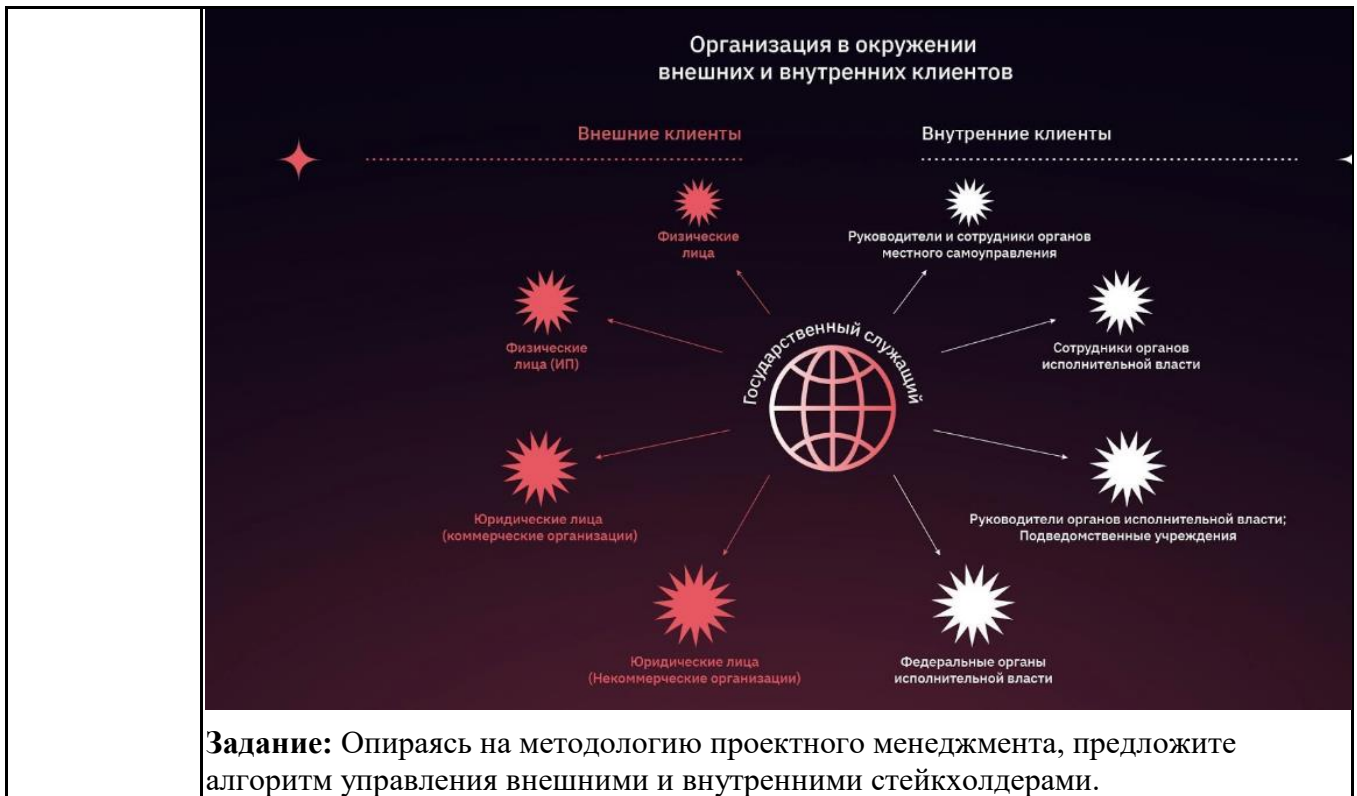 Организация в окружении
внешних и внутренних клиентов
Внешние клиенты
Внутренние клиенты
Физические
лица
Руководители и сотрудники органов
местного самоуправления
Государственный служащий
Физические
лица (ИП)
Сотрудники органов
исполнительной власти
Юридические лица
(коммерческие организации)
Руководители органов исполнительной власти;
Подведомственные учреждения
Юридические лица
(Некоммерческие организации)
Федеральные органы
исполнительной власти
Задание: Опираясь на методологию проектного менеджмента, предложите
алгоритм управления внешними и внутренними стейкхолдерами.